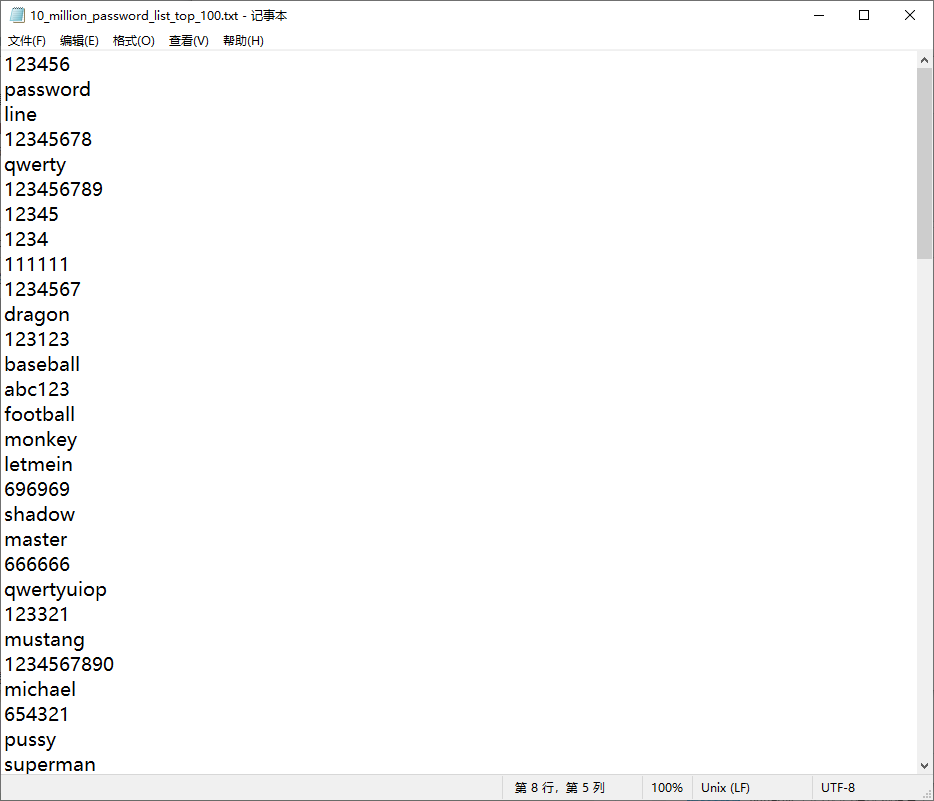 10_million_password_list_top_100.txt - 记事本
文件(F) 编辑(E) 格式(O) 查看(V) 帮助(H)
123456
password
line
12345678
qwerty
123456789
12345
1234
111111
1234567
dragon
123123
baseball
abc123
football
monkey
letmein
696969
shadow
master
666666
qwertyuiop
123321
mustang
1234567890
michael
654321
pussy
superman
第 8 行，第 5 列 100% Unix (LF) UTF-8